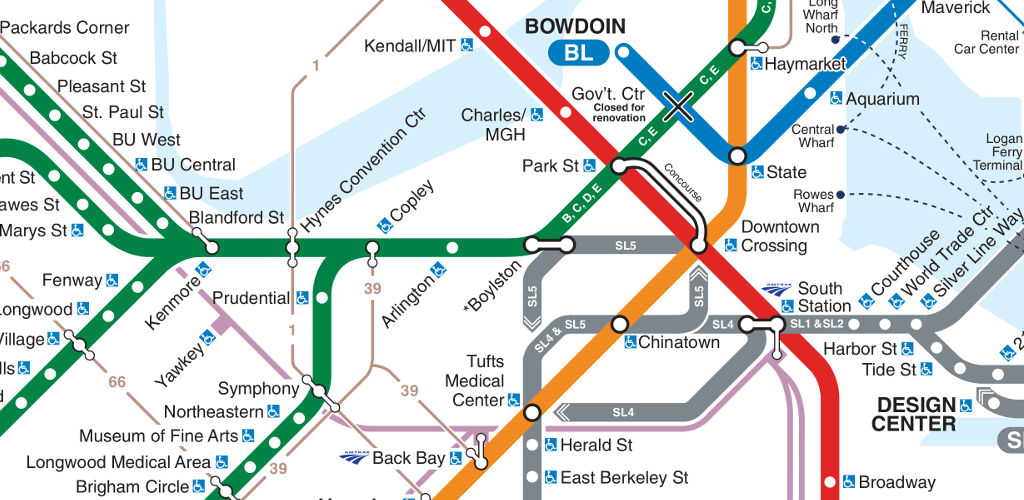 Packards Corner
Babcock St
Pleasant St
St. Paul St
BU West
BU Central
BU East
Blandford St
ent St
awes St
Marys St
Fenway
Longwood
Village
lls
d
66
66
Kenmore
Yawkey
1
1
Hynes Convention Ctr
Copley
39
39
39
Arlington
Prudential
Symphony
Northeastern
Museum of Fine Arts
Longwood Medical Area
Brigham Circle
AMTRAK
Back Bay
Kendall/MIT
Charles/
MGH
Park St
BOWDOIN
BL
Gov't. Ctr
Closed for
renovation
C, E
C, E
C,
B, C, D, E
Concourse
Haymarket
State
Aquarium
Maverick
Long
Wharf
North
FERRY
Rental
Car Center
Central
Wharf
Rowes
Wharf
Logan
Ferry
Terminal
Downtown
Crossing
*Boylston
SL5
SL5
SL5
SL4 & SL5
SL4
SL4
SL1 & SL2
Chinatown
Tufts
Medical
Center
Herald St
East Berkeley St
AMTRAK
South
Station
Courthouse
World Trade Ctr
Silver Line Way
Harbor St
Tide St
2
DESIGN
CENTER
S
Broadway